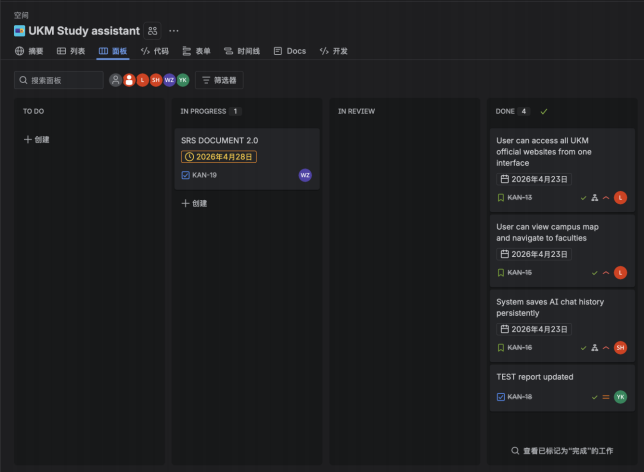 空间
UKM Study assistant
摘要 列表 面板 代码 表单 时间线 Docs 开发
搜索面板 L SH WZ YK 筛选器
TO DO
创建
IN PROGRESS 1
SRS DOCUMENT 2.0
2026年4月28日
KAN-19 WZ
创建
IN REVIEW
DONE 4
User can access all UKM
official websites from one
interface
2026年4月23日
KAN-13 L
User can view campus map
and navigate to faculties
2026年4月23日
KAN-15 L
System saves AI chat history
persistently
2026年4月23日
KAN-16 SH
TEST report updated
KAN-18 YK
查看已标记为“完成”的工作